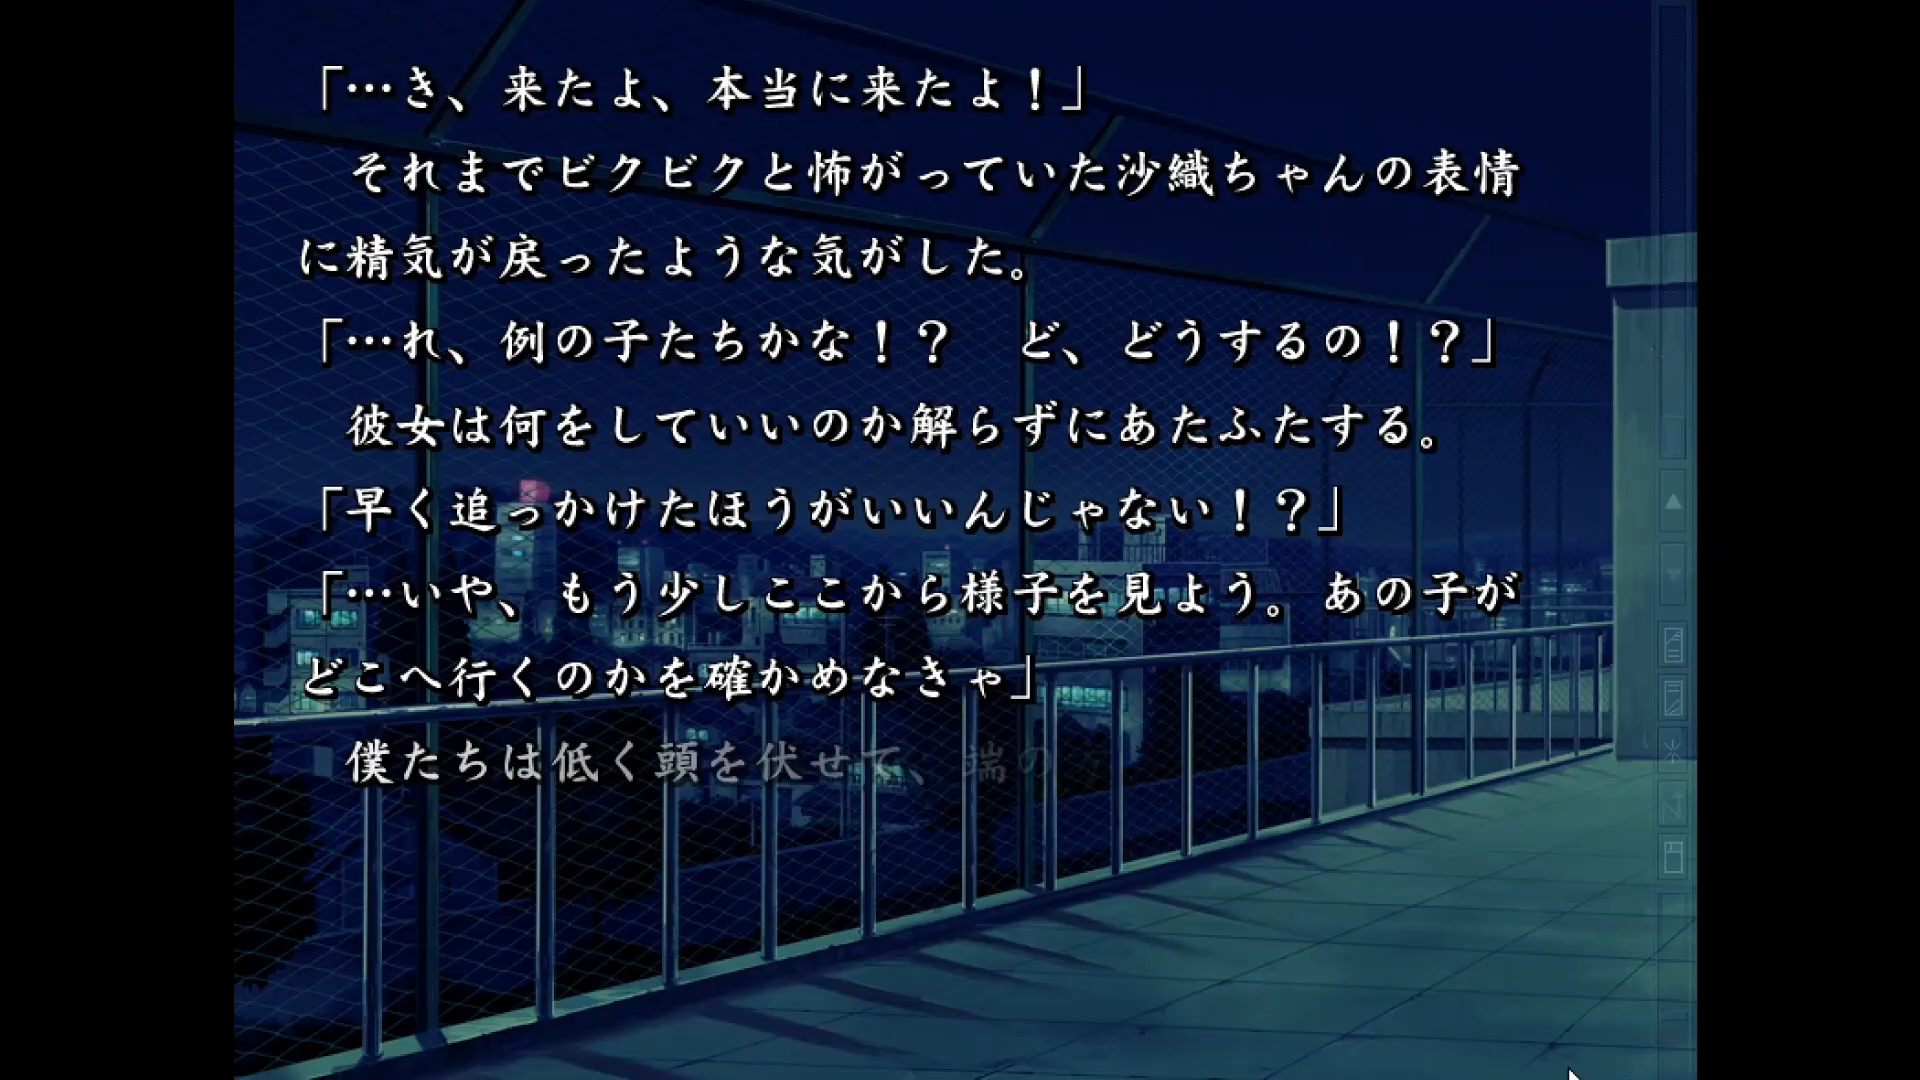 「…き、来たよ、本当に来たよ！」
　それまでビクビクと怖がっていた沙織ちゃんの表情
に精気が戻ったような気がした。
「…れ、例の子たちかな！？　ど、どうするの！？」
　彼女は何をしていいのか解らずにあたふたする。
「早く追っかけたほうがいいんじゃない！？」
「…いや、もう少しここから様子を見よう。あの子が
どこへ行くのかを確かめなきゃ」
　僕たちは低く頭を伏せて、端の